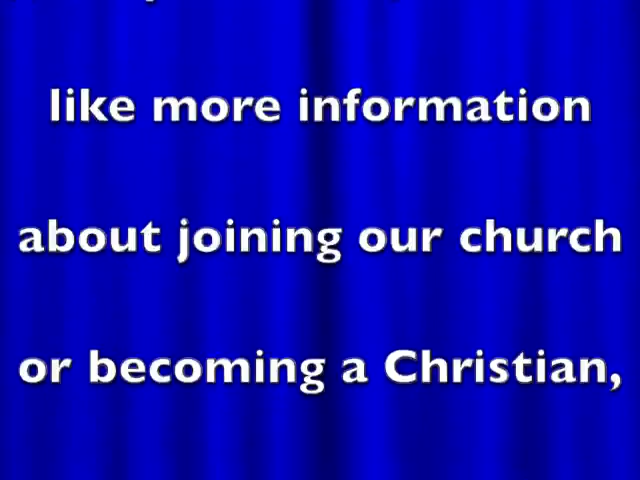 like more information
about joining our church
or becoming a Christian,